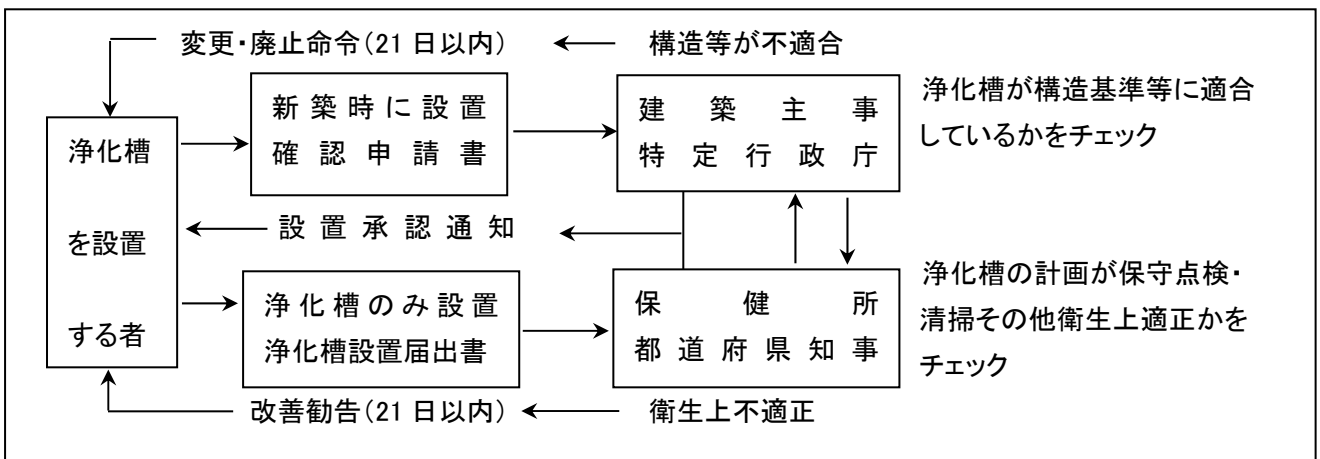 変更・廃止命令(21日以内)
構造等が不適合
浄化槽
を設置
する者
新築時に設置
確認申請書
建築主事
特定行政庁
浄化槽が構造基準等に適合
しているかをチェック
設置承認通知
浄化槽のみ設置
浄化槽設置届出書
保健所
都道府県知事
浄化槽の計画が保守点検・
清掃その他衛生上適正かを
チェック
改善勧告(21日以内)
衛生上不適正